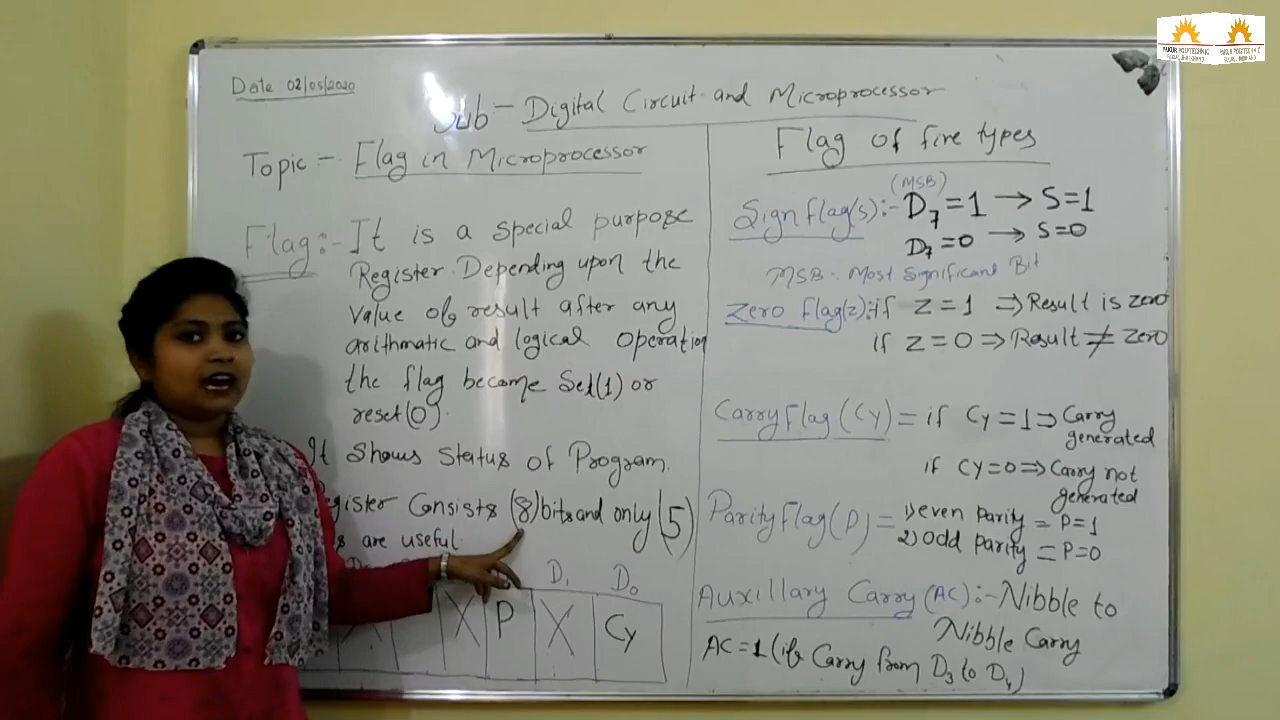 Date 02/05/2020
Sub - Digital Circuit and Microprocessor
Topic - Flag in Microprocessor
Flag:- It is a special purpose
Register. Depending upon the
value of result after any
arithmatic and logical operation
the flag become Set(1) or
reset(0).
It Shows Status of Program.
gister Consists (8) bits and only (5)
s are useful
D1 D0
X P X Cy
Flag of five types
(MSB)
Sign flag(s):- D7=1 → S=1
D7=0 → S=0
MSB: Most Significant Bit
Zero flag(z): if Z=1 ⇒ Result is zero
if Z=0 ⇒ Result ≠ zero
Carry Flag (Cy) = if Cy=1 ⇒ Carry
generated
if Cy=0 ⇒ Carry not
generated
Parity Flag (P) = 1) even parity = P=1
2) odd parity = P=0
Auxillary Carry (AC):- Nibble to
Nibble Carry
AC=1 (if Carry from D3 to D4)
PAKUR POLYTECHNIC
PAKUR POLYTECHNIC